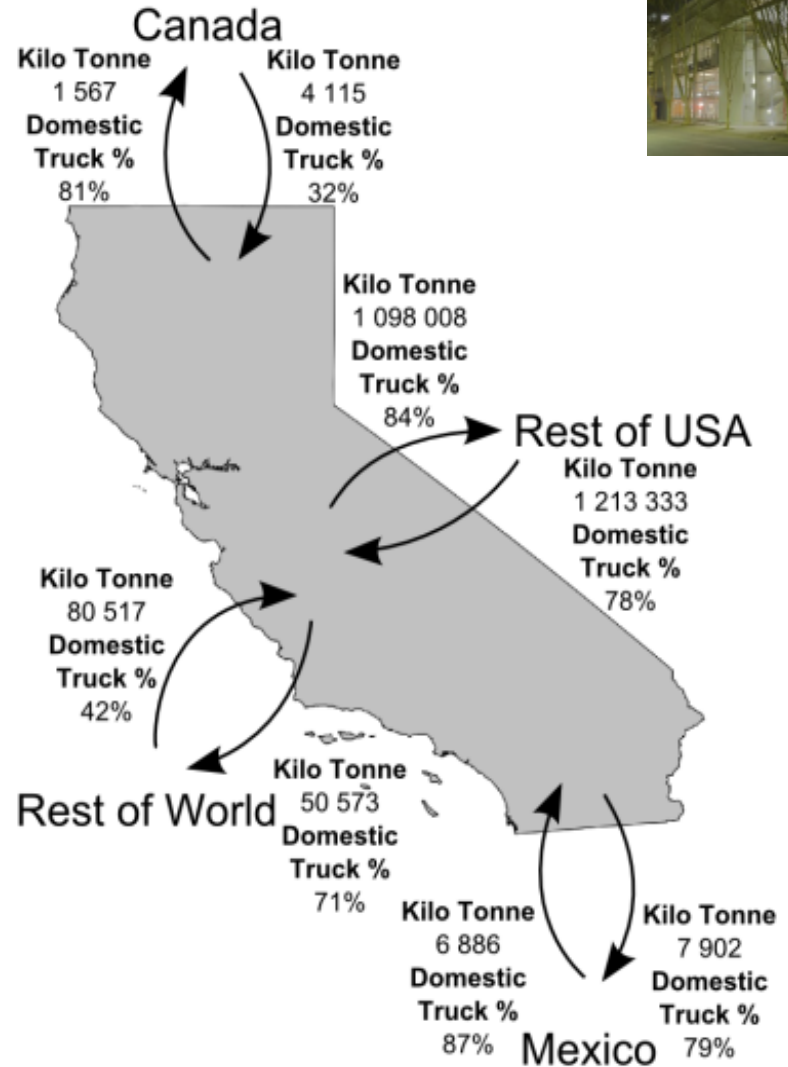 Canada
Kilo Tonne
1 567
Domestic
Truck %
81%
Kilo Tonne
4 115
Domestic
Truck %
32%
Kilo Tonne
1 098 008
Domestic
Truck %
84%
Rest of USA
Kilo Tonne
1 213 333
Domestic
Truck %
78%
Kilo Tonne
80 517
Domestic
Truck %
42%
Rest of World
Kilo Tonne
50 573
Domestic
Truck %
71%
Kilo Tonne
6 886
Domestic
Truck %
87%
Kilo Tonne
7 902
Domestic
Truck %
79%
Mexico